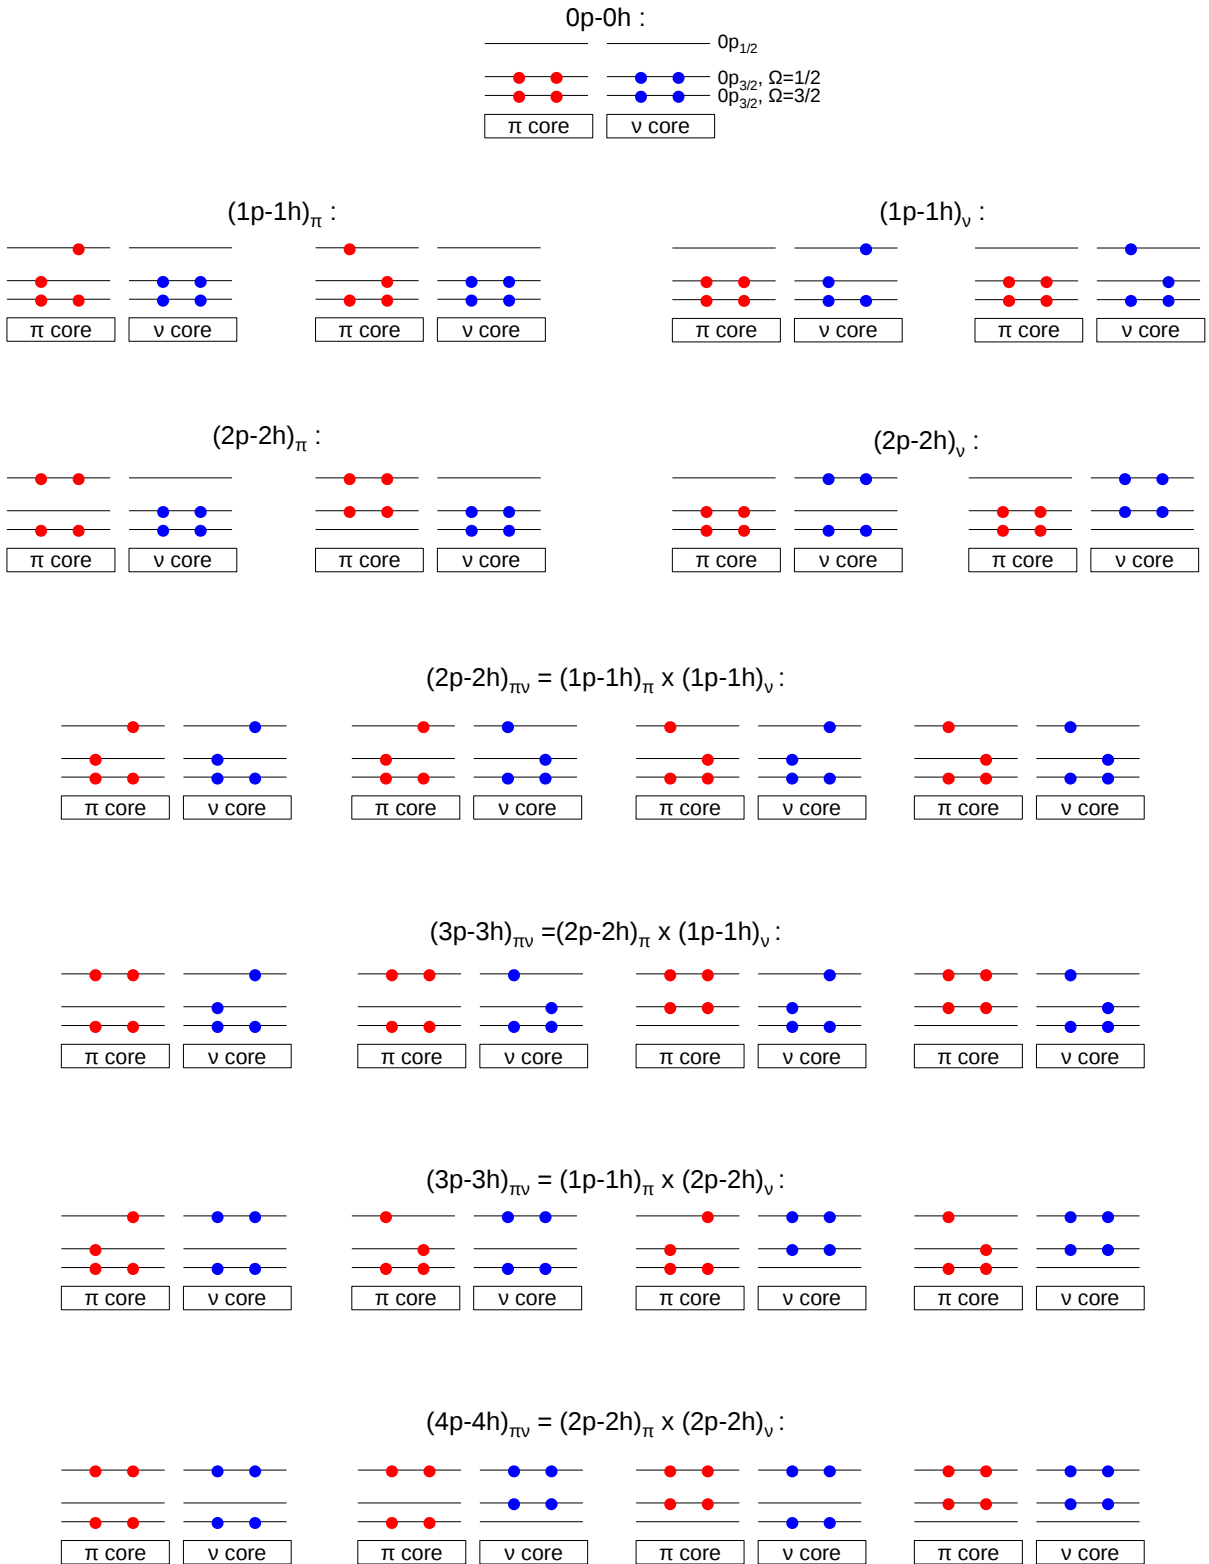 0p-0h :
0p1/2
0p3/2, Ω=1/2
0p3/2, Ω=3/2
π core ν core
(1p-1h)π : (1p-1h)ν :
π core ν core π core ν core π core ν core π core ν core
(2p-2h)π : (2p-2h)ν :
π core ν core π core ν core π core ν core π core ν core
(2p-2h)πν = (1p-1h)π x (1p-1h)ν :
π core ν core π core ν core π core ν core π core ν core
(3p-3h)πν =(2p-2h)π x (1p-1h)ν :
π core ν core π core ν core π core ν core π core ν core
(3p-3h)πν = (1p-1h)π x (2p-2h)ν :
π core ν core π core ν core π core ν core π core ν core
(4p-4h)πν = (2p-2h)π x (2p-2h)ν :
π core ν core π core ν core π core ν core π core ν core